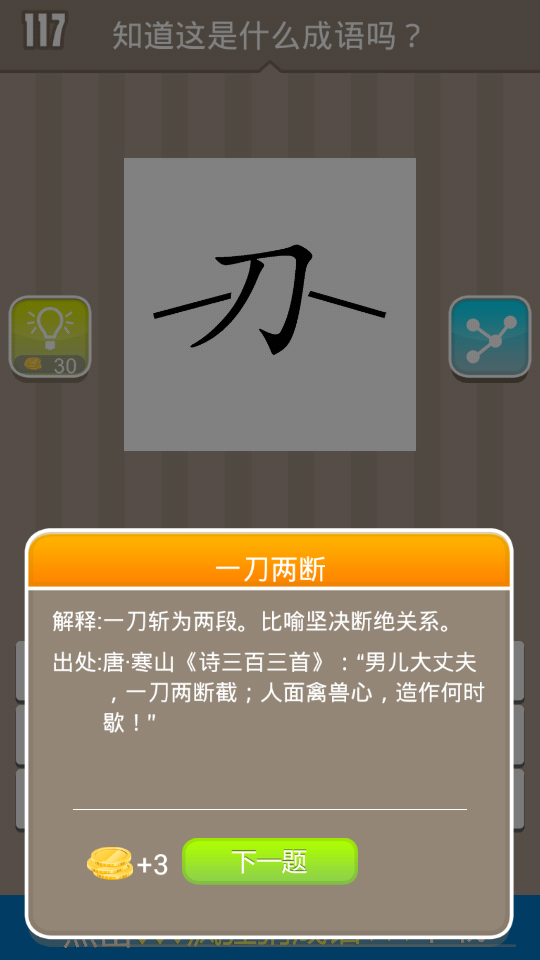 117
知道这是什么成语吗？
刀
30
一刀两断
解释:一刀斩为两段。比喻坚决断绝关系。
出处:唐·寒山《诗三百三首》：“男儿大丈夫
，一刀两断截；人面禽兽心，造作何时
歇！”
+3
下一题